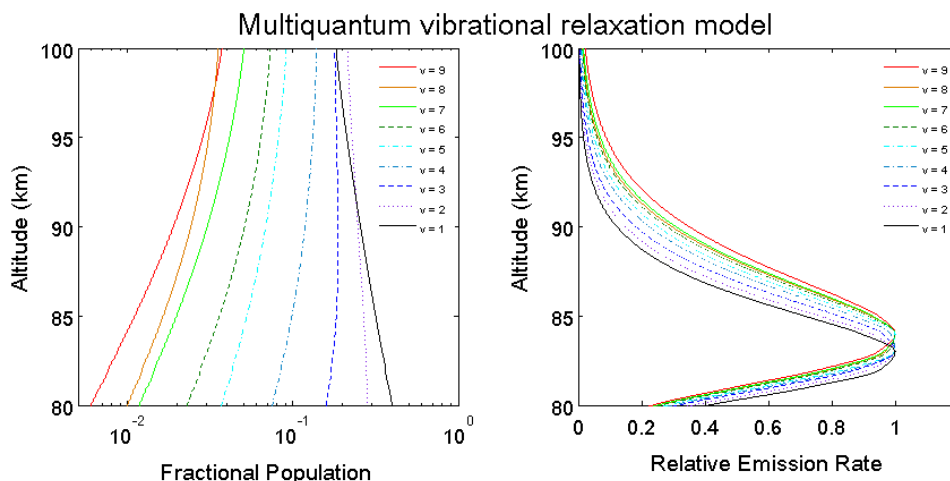 Multiquantum vibrational relaxation model
100
95
90
85
80
Altitude (km)
10^-2
10^-1
10^0
Fractional Population
v = 9
v = 8
v = 7
v = 6
v = 5
v = 4
v = 3
v = 2
v = 1
100
95
90
85
80
Altitude (km)
0
0.2
0.4
0.6
0.8
1
Relative Emission Rate
v = 9
v = 8
v = 7
v = 6
v = 5
v = 4
v = 3
v = 2
v = 1